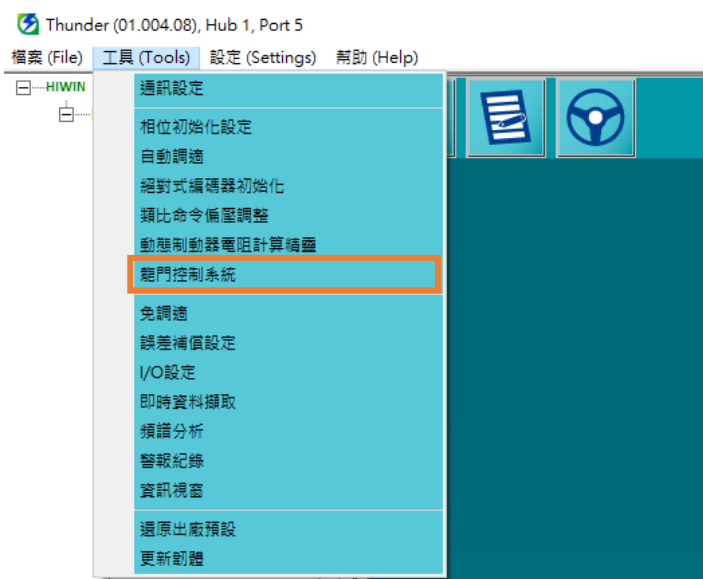 Thunder (01.004.08), Hub 1, Port 5
檔案 (File) 工具 (Tools) 設定 (Settings) 幫助 (Help)
HIWIN
通訊設定
相位初始化設定
自動調適
絕對式編碼器初始化
類比命令偏壓調整
動態制動器電阻計算精靈
龍門控制系統
免調適
誤差補償設定
I/O設定
即時資料擷取
頻譜分析
警報紀錄
資訊視窗
還原出廠預設
更新韌體